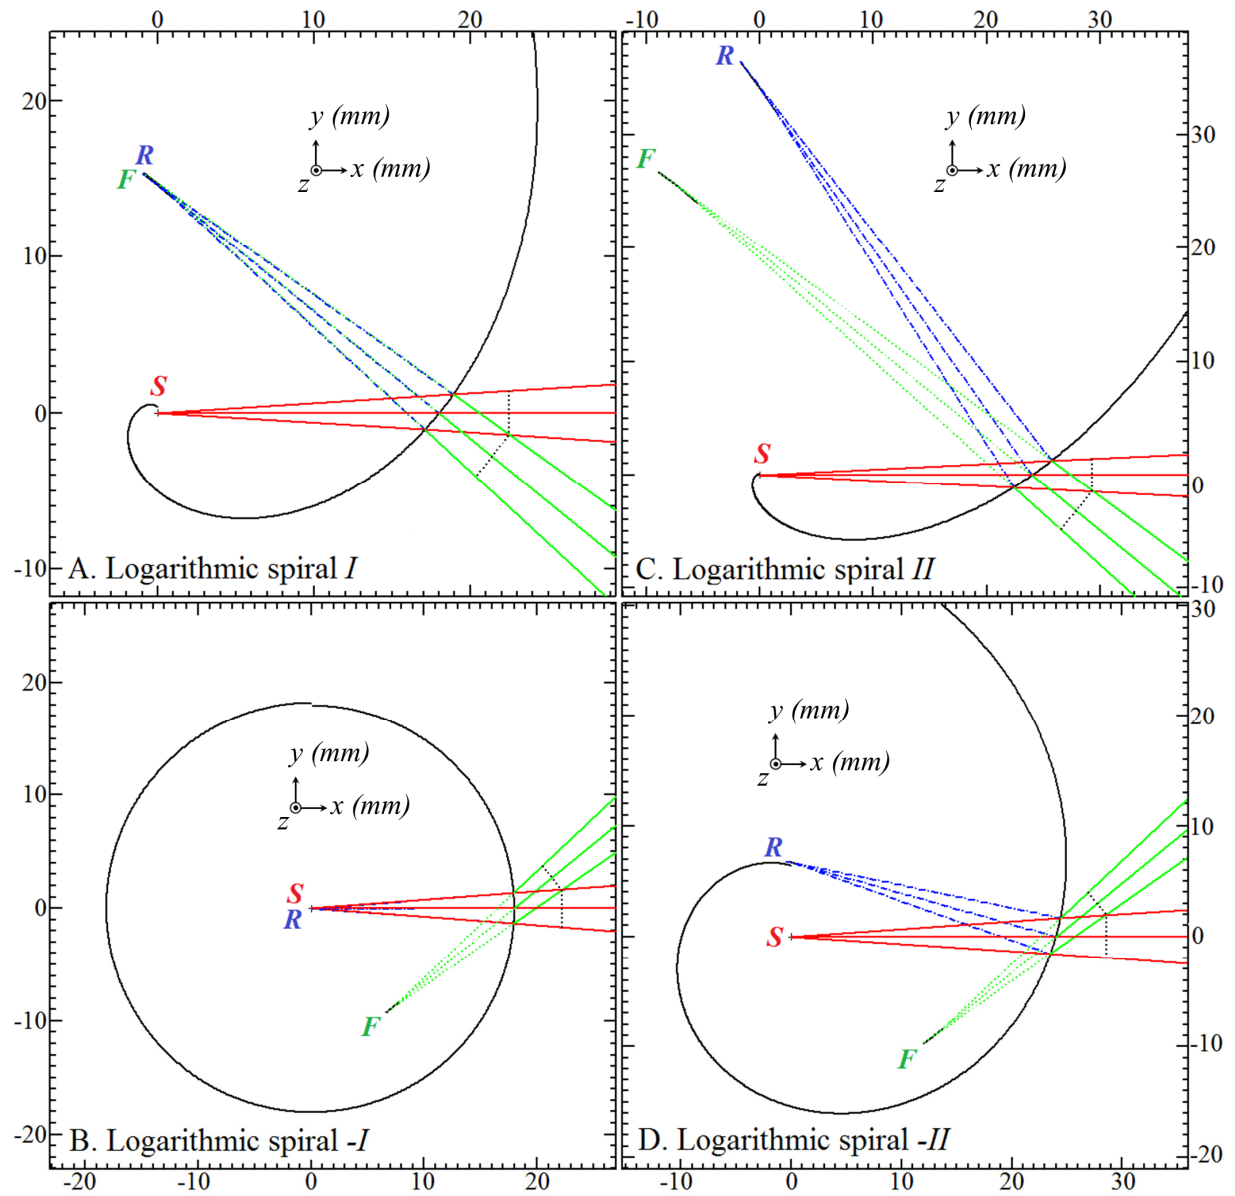 0 20 -10 0 20 30
R
y (mm)
y (mm)
20
30
R
F
x (mm)
z
F
x (mm)
z
20
10
10
S
S
0
0
-10
A. Logarithmic spiral I
C. Logarithmic spiral II
-10
30
20
y (mm)
20
y (mm)
x (mm)
z
10
x (mm)
z
10
R
S
0
R
S
0
F
-10
F
-10
-20
B. Logarithmic spiral -I
D. Logarithmic spiral -II
-20
-20 -10 0 10 20 -10 0 10 20 30